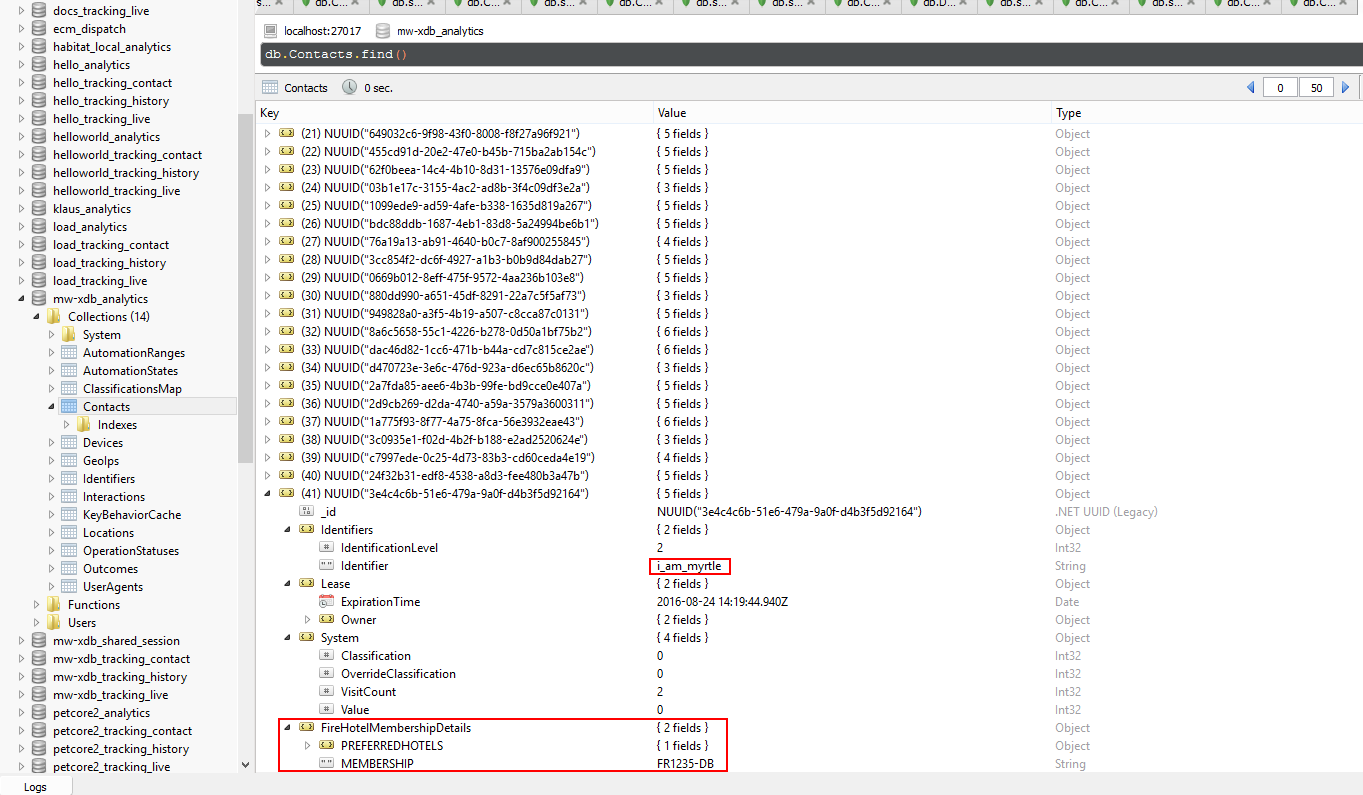 s... db.C... db.s... db.C... db.s... db.C... db.s... db.s... db.C... db.D... db.s... db.C... db.s... db.C... db.C...
docs_tracking_live
ecm_dispatch
habitat_local_analytics
hello_analytics
hello_tracking_contact
hello_tracking_history
hello_tracking_live
helloworld_analytics
helloworld_tracking_contact
helloworld_tracking_history
helloworld_tracking_live
klaus_analytics
load_analytics
load_tracking_contact
load_tracking_history
load_tracking_live
mw-xdb_analytics
Collections (14)
System
AutomationRanges
AutomationStates
ClassificationsMap
Contacts
Indexes
Devices
GeoIps
Identifiers
Interactions
KeyBehaviorCache
Locations
OperationStatuses
Outcomes
UserAgents
Functions
Users
mw-xdb_shared_session
mw-xdb_tracking_contact
mw-xdb_tracking_history
mw-xdb_tracking_live
petcore2_analytics
petcore2_tracking_contact
petcore2_tracking_history
petcore2_tracking_live
Logs
localhost:27017 mw-xdb_analytics
db.Contacts.find()
Contacts 0 sec. 0 50
Key Value Type
(21) NUUID("649032c6-9f98-43f0-8008-f8f27a96f921") { 5 fields } Object
(22) NUUID("455cd91d-20e2-47e0-b45b-715ba2ab154c") { 5 fields } Object
(23) NUUID("62f0beea-14c4-4b10-8d31-13576e09dfa9") { 5 fields } Object
(24) NUUID("03b1e17c-3155-4ac2-ad8b-3f4c09df3e2a") { 3 fields } Object
(25) NUUID("1099ede9-ad59-4afe-b338-1635d819a267") { 5 fields } Object
(26) NUUID("bdc88ddb-1687-4eb1-83d8-5a24994be6b1") { 5 fields } Object
(27) NUUID("76a19a13-ab91-4640-b0c7-8af900255845") { 4 fields } Object
(28) NUUID("3cc854f2-dc6f-4927-a1b3-b0b9d84dab27") { 5 fields } Object
(29) NUUID("0669b012-8eff-475f-9572-4aa236b103e8") { 5 fields } Object
(30) NUUID("880dd990-a651-45df-8291-22a7c5f5af73") { 3 fields } Object
(31) NUUID("949828a0-a3f5-4b19-a507-c8cca87c0131") { 5 fields } Object
(32) NUUID("8a6c5658-55c1-4226-b278-0d50a1bf75b2") { 6 fields } Object
(33) NUUID("dac46d82-1cc6-471b-b44a-cd7c815ce2ae") { 6 fields } Object
(34) NUUID("d470723e-3e6c-476d-923a-d6ec65b8620c") { 3 fields } Object
(35) NUUID("2a7fda85-aee6-4b3b-99fe-bd9cce0e407a") { 5 fields } Object
(36) NUUID("2d9cb269-d2da-4740-a59a-3579a3600311") { 5 fields } Object
(37) NUUID("1a775f93-8f77-4a75-8fca-56e3932eae43") { 6 fields } Object
(38) NUUID("3c0935e1-f02d-4b2f-b188-e2ad2520624e") { 3 fields } Object
(39) NUUID("c7997ede-0c25-4d73-83b3-cd60ceda4e19") { 4 fields } Object
(40) NUUID("24f32b31-edf8-4538-a8d3-fee480b3a47b") { 5 fields } Object
(41) NUUID("3e4c4c6b-51e6-479a-9a0f-d4b3f5d92164") { 5 fields } Object
_id NUUID("3e4c4c6b-51e6-479a-9a0f-d4b3f5d92164") .NET UUID (Legacy)
Identifiers { 2 fields } Object
IdentificationLevel 2 Int32
Identifier i_am_myrtle String
Lease { 2 fields } Object
ExpirationTime 2016-08-24 14:19:44.940Z Date
Owner { 2 fields } Object
System { 4 fields } Object
Classification 0 Int32
OverrideClassification 0 Int32
VisitCount 2 Int32
Value 0 Int32
FireHotelMembershipDetails { 2 fields } Object
PREFERREDHOTELS { 1 fields } Object
MEMBERSHIP FR1235-DB String